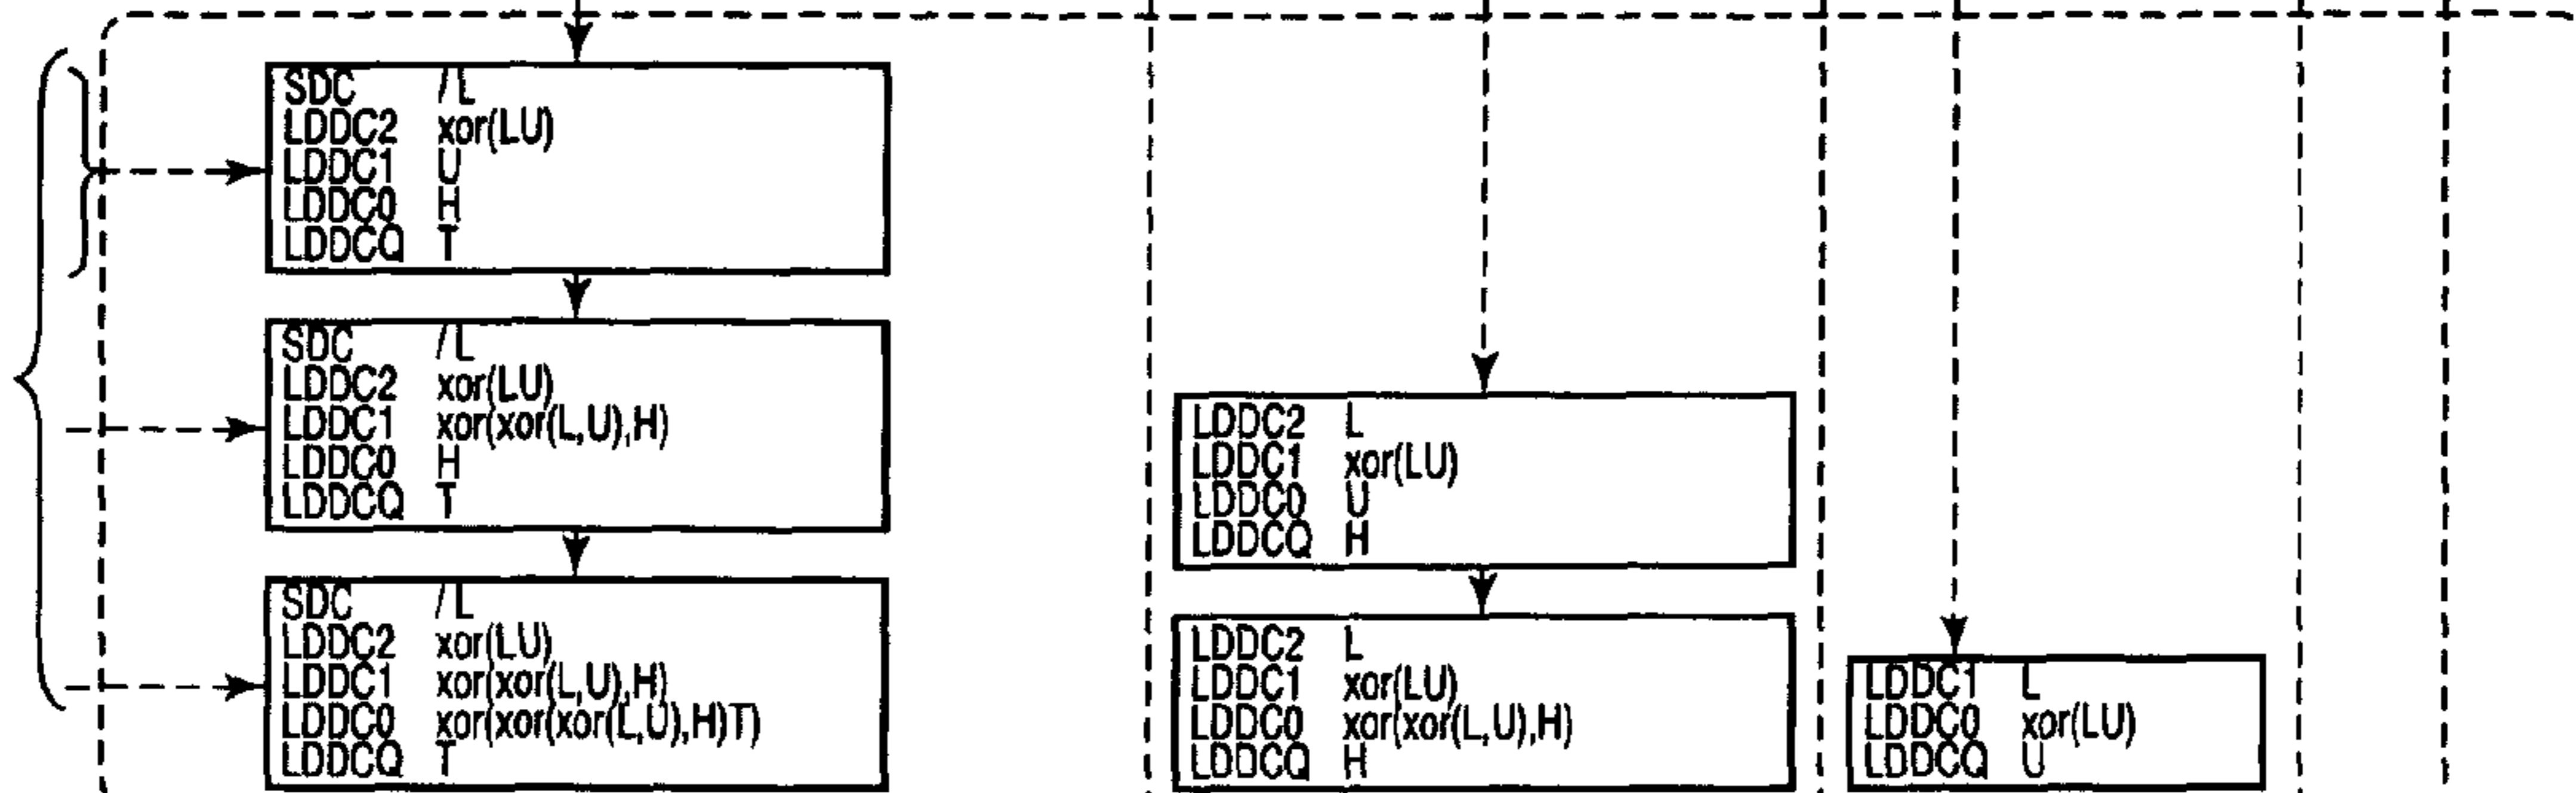 SDC /L
LDDC2 xor(LU)
LDDC1 U
LDDC0 H
LDDCQ T
SDC /L
LDDC2 xor(LU)
LDDC1 xor(xor(L,U),H)
LDDC0 H
LDDCQ T
SDC /L
LDDC2 xor(LU)
LDDC1 xor(xor(L,U),H)
LDDC0 xor(xor(xor(L,U),H)T)
LDDCQ T
LDDC2 L
LDDC1 xor(LU)
LDDC0 U
LDDCQ H
LDDC2 L
LDDC1 xor(LU)
LDDC0 xor(xor(L,U),H)
LDDCQ H
LDDC1 L
LDDC0 xor(LU)
LDDCQ U